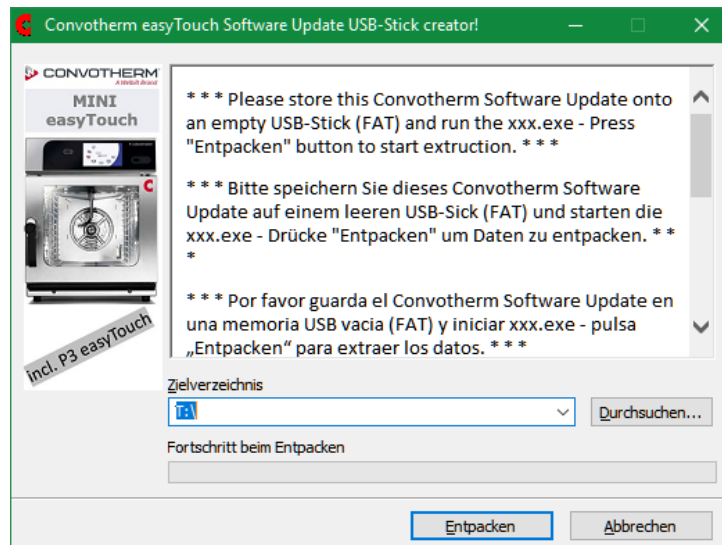 Convotherm easyTouch Software Update USB-Stick creator!
CONVOTHERM
A Welbilt Brand
MINI
easyTouch
incl. P3 easyTouch
* * * Please store this Convotherm Software Update onto
an empty USB-Stick (FAT) and run the xxx.exe - Press
"Entpacken" button to start extruction. * * *
* * * Bitte speichern Sie dieses Convotherm Software
Update auf einem leeren USB-Sick (FAT) und starten die
xxx.exe - Drücke "Entpacken" um Daten zu entpacken. * *
*
* * * Por favor guarda el Convotherm Software Update en
una memoria USB vacia (FAT) y iniciar xxx.exe - pulsa
„Entpacken“ para extraer los datos. * * *
Zielverzeichnis
T:\
Durchsuchen...
Fortschritt beim Entpacken
Entpacken
Abbrechen